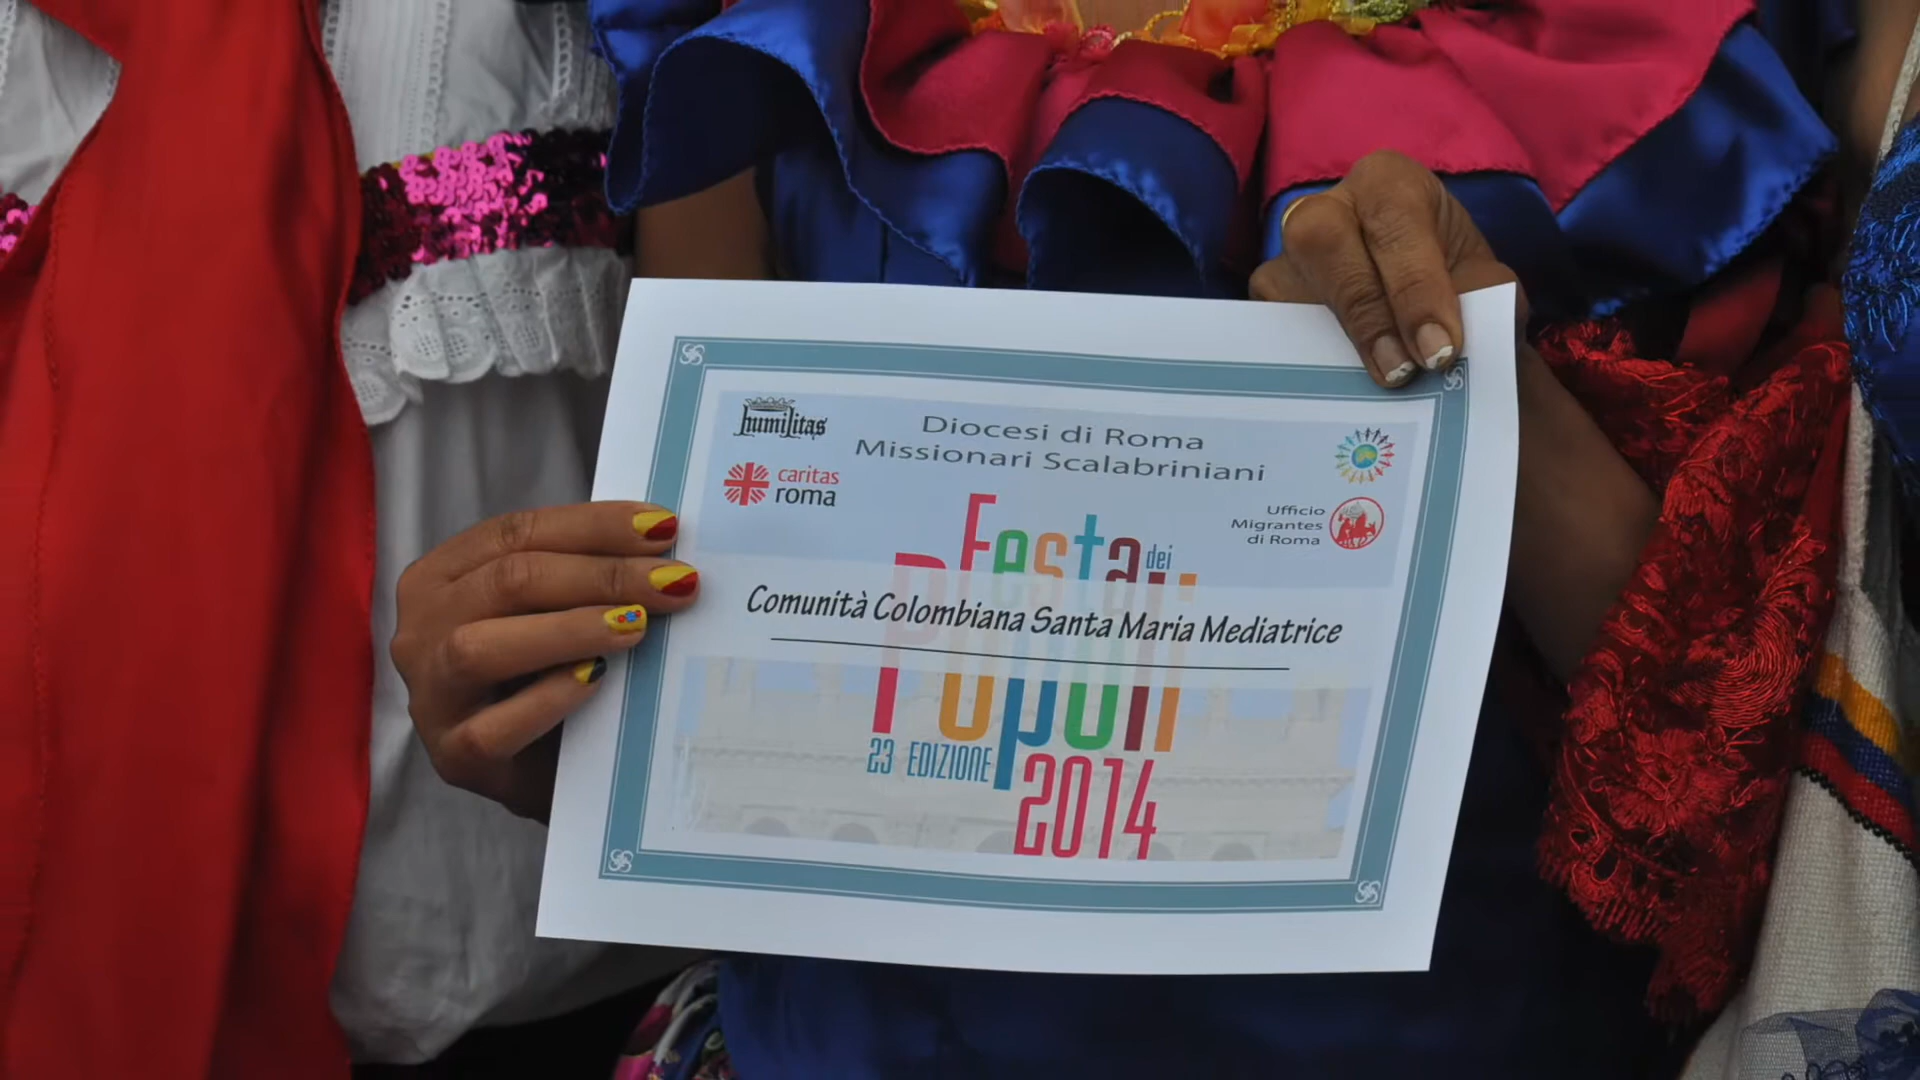 humilitas
Diocesi di Roma
Missionari Scalabriniani
caritas
roma
Ufficio
Migrantes
di Roma
Festa dei
Popoli
Comunità Colombiana Santa Maria Mediatrice
23 EDIZIONE
2014